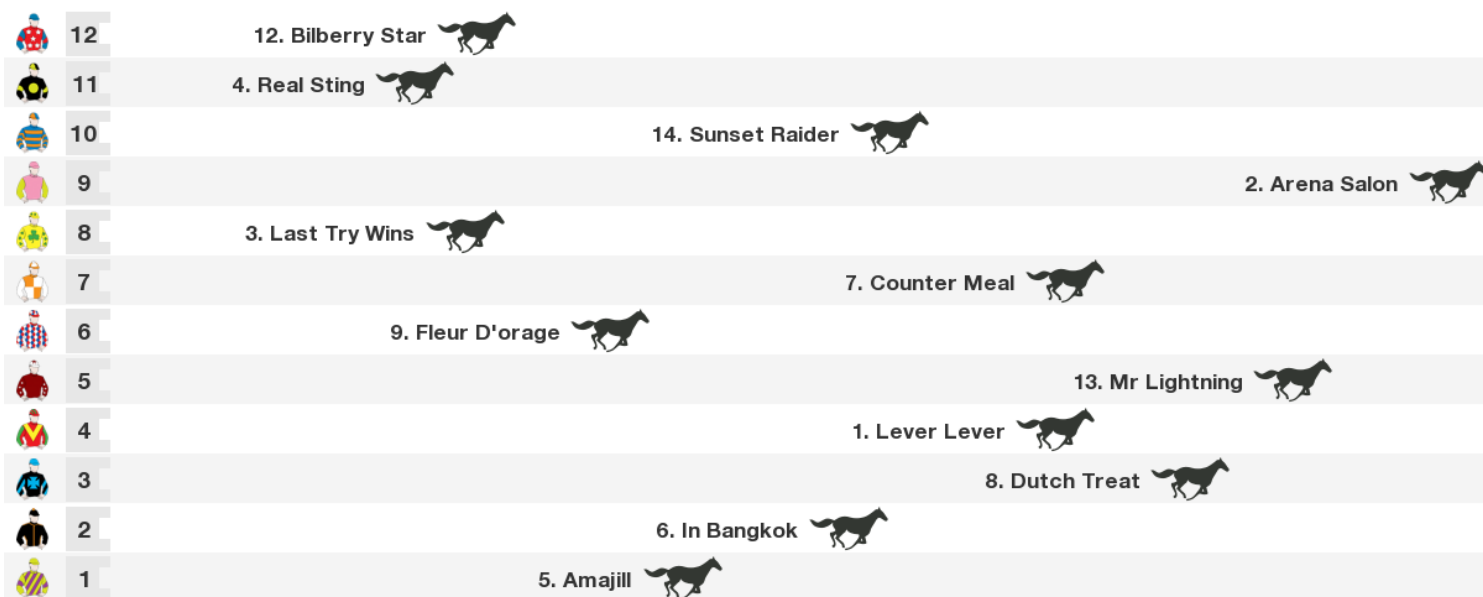 12 12. Bilberry Star
11 4. Real Sting
10 14. Sunset Raider
9 2. Arena Salon
8 3. Last Try Wins
7 7. Counter Meal
6 9. Fleur D'orage
5 13. Mr Lightning
4 1. Lever Lever
3 8. Dutch Treat
2 6. In Bangkok
1 5. Amajill